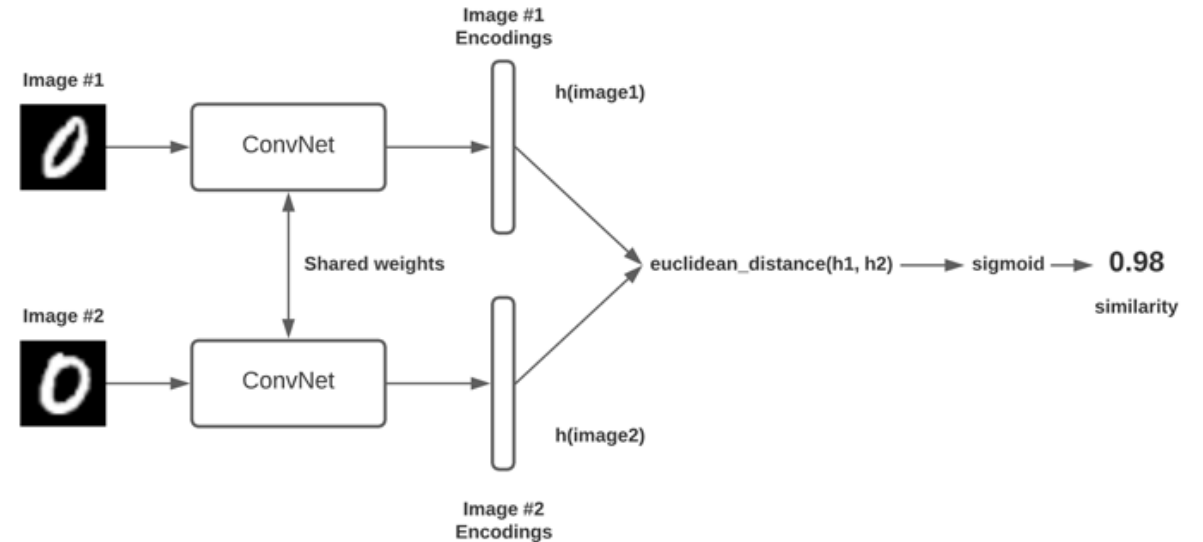 Image #1
Encodings
Image #1
h(image1)
ConvNet
Shared weights
euclidean_distance(h1, h2)
sigmoid
0.98
similarity
Image #2
ConvNet
h(image2)
Image #2
Encodings